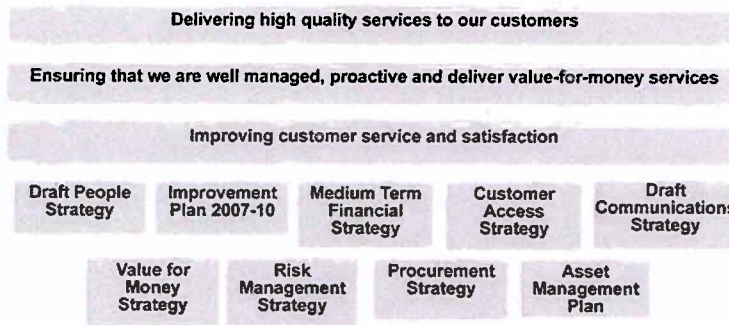 Delivering high quality services to our customers
Ensuring that we are well managed, proactive and deliver value-for-money services
Improving customer service and satisfaction
Draft People
Strategy
Improvement
Plan 2007-10
Medium Term
Financial
Strategy
Customer
Access
Strategy
Draft
Communications
Strategy
Value for
Money
Strategy
Risk
Management
Strategy
Procurement
Strategy
Asset
Management
Plan